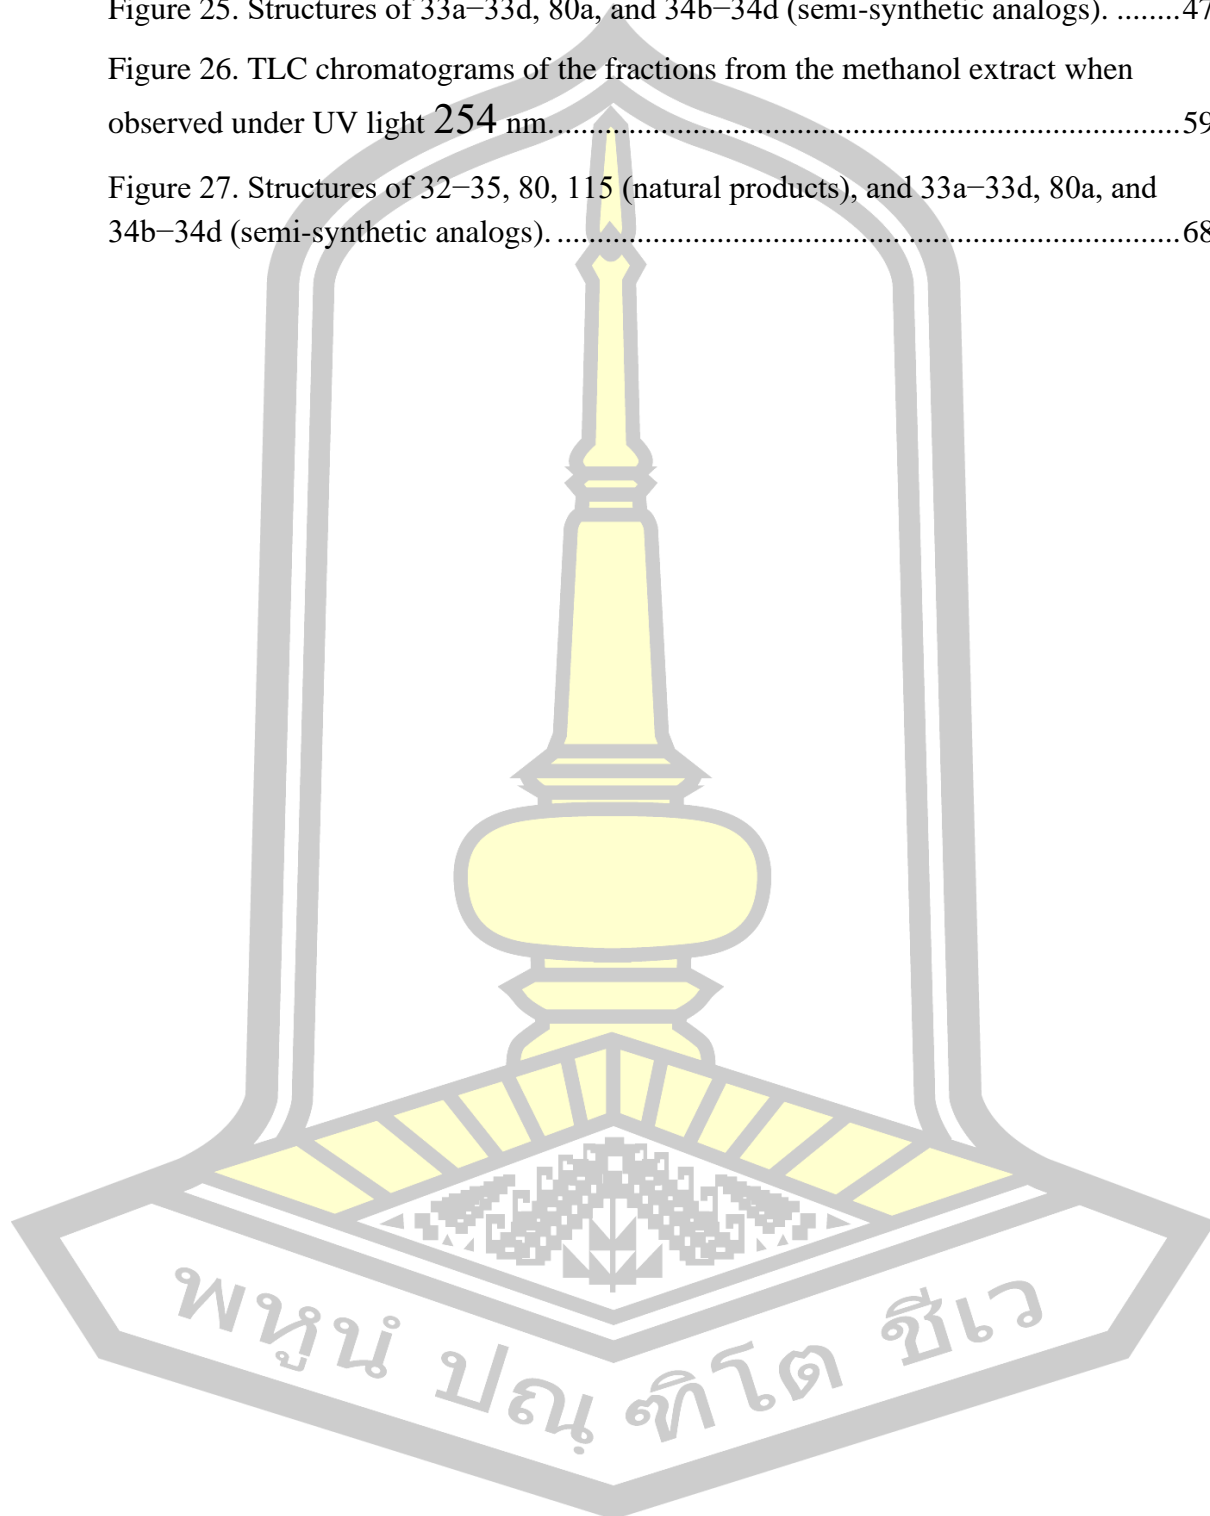 Figure 25. Structures of 33a−33d, 80a, and 34b−34d (semi-synthetic analogs). ........47
Figure 26. TLC chromatograms of the fractions from the methanol extract when
observed under UV light 254 nm...............................................................................59
Figure 27. Structures of 32−35, 80, 115 (natural products), and 33a−33d, 80a, and
34b−34d (semi-synthetic analogs). ..............................................................................68
พหูนํ ปณฺฑิโต ชีเว